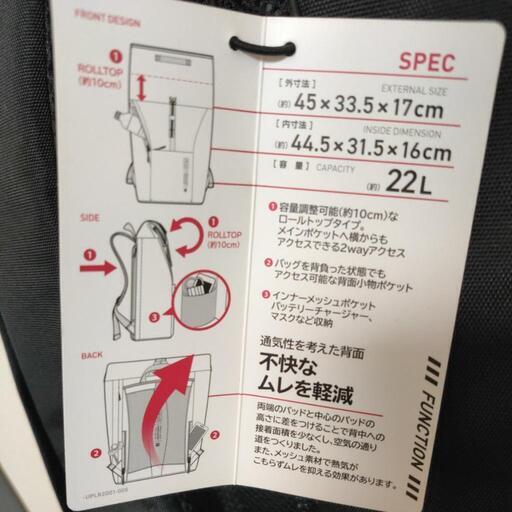 FRONT DESIGN
1
ROLLTOP
(約10cm)
SIDE
1
1
ROLLTOP
(約10cm)
3
BACK
2
2
SPEC
[外寸法] EXTERNAL SIZE
(約) 45×33.5×17cm
[内寸法] INSIDE DIMENSION
(約) 44.5×31.5×16cm
[容量] CAPACITY
(約) 22L
1 容量調整可能(約10cm)な
ロールトップタイプ。
メインポケットへ横からも
アクセスできる2wayアクセス
2 バッグを背負った状態でも
アクセス可能な背面小物ポケット
3 インナーメッシュポケット
バッテリーチャージャー、
マスクなど収納
通気性を考えた背面
不快な
ムレを軽減
両端のパッドと中心のパッドの
高さに差をつけることで背中への
接着面積を少なくし、空気の通り
道をつくりました。
また、メッシュ素材で熱気が
こもらずムレを抑える効果があります。
FUNCTION